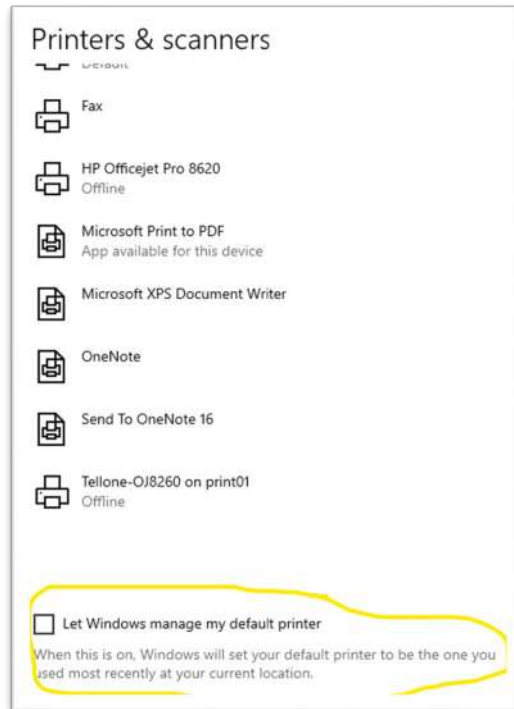 Printers & scanners
Default
Fax
HP Officejet Pro 8620
Offline
Microsoft Print to PDF
App available for this device
Microsoft XPS Document Writer
OneNote
Send To OneNote 16
Tellone-OJ8260 on print01
Offline
Let Windows manage my default printer
When this is on, Windows will set your default printer to be the one you
used most recently at your current location.